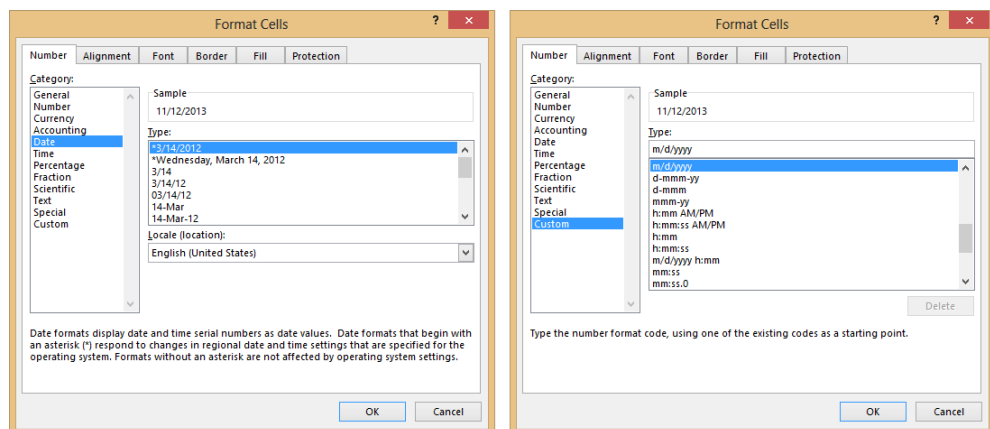 Format Cells
? ×
Number Alignment Font Border Fill Protection
Category:
General
Number
Currency
Accounting
Date
Time
Percentage
Fraction
Scientific
Text
Special
Custom
Sample
11/12/2013
Type:
*3/14/2012
*Wednesday, March 14, 2012
3/14
3/14/12
03/14/12
14-Mar
14-Mar-12
Locale (location):
English (United States)
Date formats display date and time serial numbers as date values. Date formats that begin with
an asterisk (*) respond to changes in regional date and time settings that are specified for the
operating system. Formats without an asterisk are not affected by operating system settings.
OK Cancel
Format Cells
? ×
Number Alignment Font Border Fill Protection
Category:
General
Number
Currency
Accounting
Date
Time
Percentage
Fraction
Scientific
Text
Special
Custom
Sample
11/12/2013
Type:
m/d/yyyy
m/d/yyyy
d-mmm-yy
d-mmm
mmm-yy
h:mm AM/PM
h:mm:ss AM/PM
h:mm
h:mm:ss
m/d/yyyy h:mm
mm:ss
mm:ss.0
Delete
Type the number format code, using one of the existing codes as a starting point.
OK Cancel